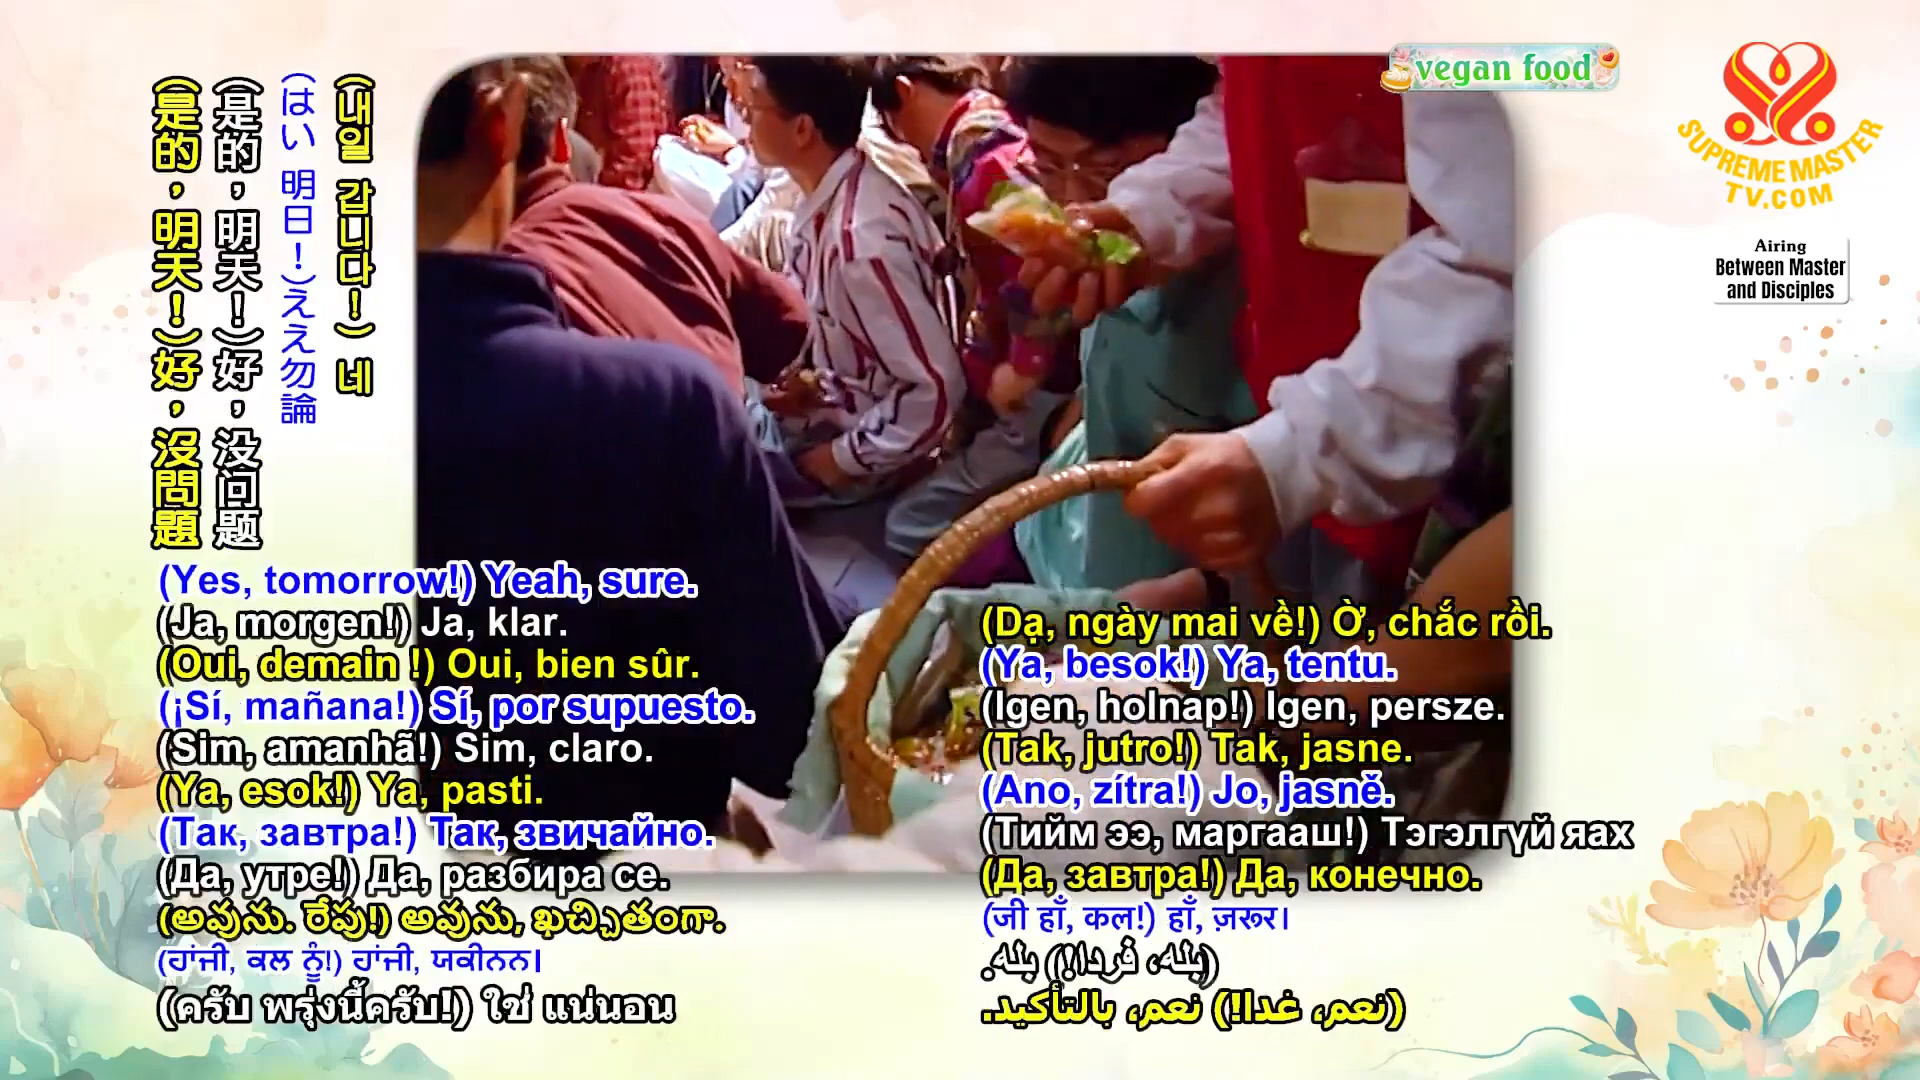 (是的，明天！)好，沒問題
(是的，明天！)好，没问题
(はい 明日！)ええ勿論
(내일 갑니다！) 네
vegan food
SUPREME MASTER
TV.COM
Airing
Between Master
and Disciples
(Yes, tomorrow!) Yeah, sure.
(Ja, morgen!) Ja, klar.
(Oui, demain !) Oui, bien sûr.
(¡Sí, mañana!) Sí, por supuesto.
(Sim, amanhã!) Sim, claro.
(Ya, esok!) Ya, pasti.
(Так, завтра!) Так, звичайно.
(Да, утре!) Да, разбира се.
(అవును. రేపు!) అవును, ఖచ్చితంగా.
(ਹਾਂਜੀ, ਕਲ ਨੂੰ!) ਹਾਂਜੀ, ਯਕੀਨਨ।
(ครับ พรุ่งนี้ครับ!) ใช่ แน่นอน
(Dạ, ngày mai về!) Ờ, chắc rồi.
(Ya, besok!) Ya, tentu.
(Igen, holnap!) Igen, persze.
(Tak, jutro!) Tak, jasne.
(Ano, zítra!) Jo, jasně.
(Тийм ээ, маргааш!) Тэгэлгүй яах
(Да, завтра!) Да, конечно.
(जी हाँ, कल!) हाँ, ज़रूर।
(بله، فردا!) بله.
(نعم، غدا!) نعم، بالتأكيد.